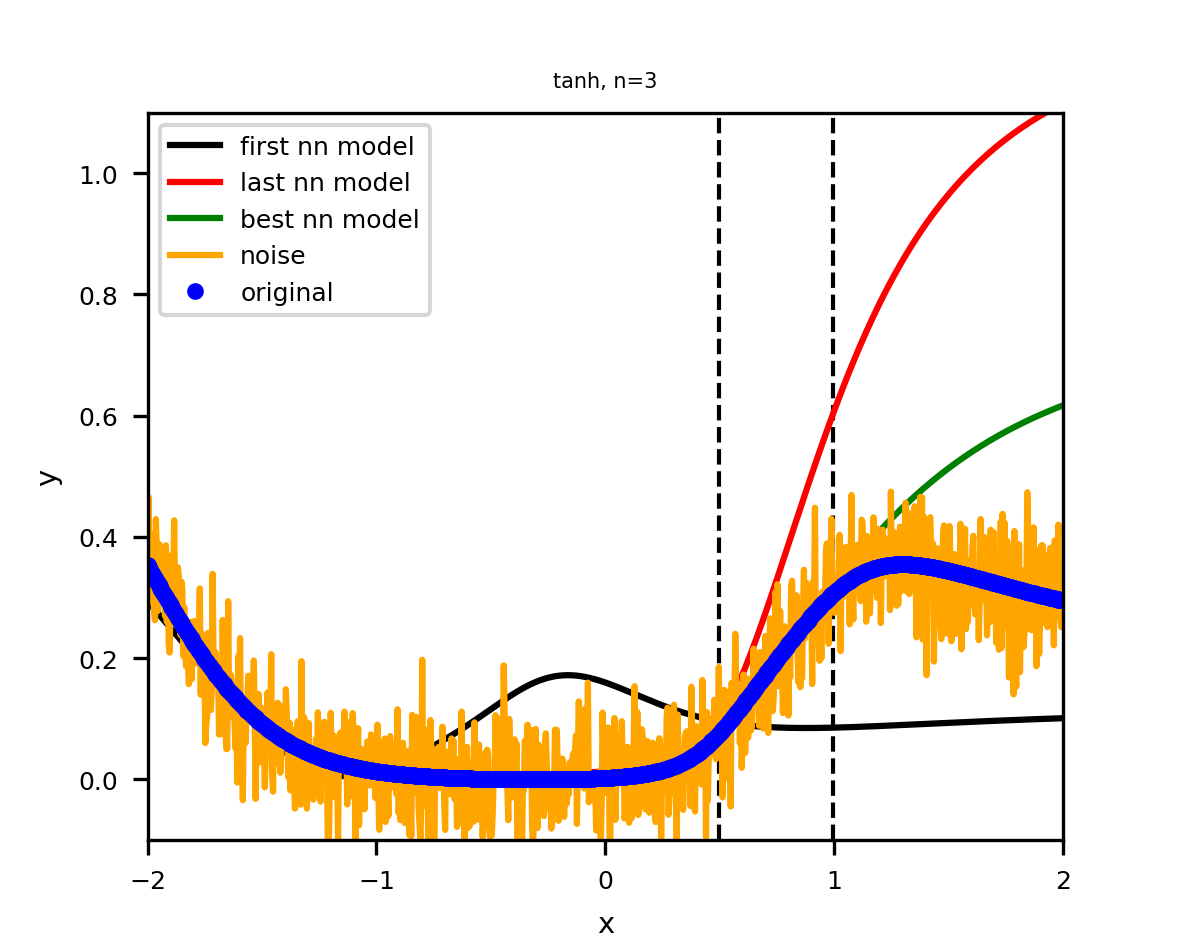 tanh, n=3
first nn model
last nn model
best nn model
noise
original
1.0
0.8
0.6
0.4
0.2
0.0
y
−2
−1
0
1
2
x